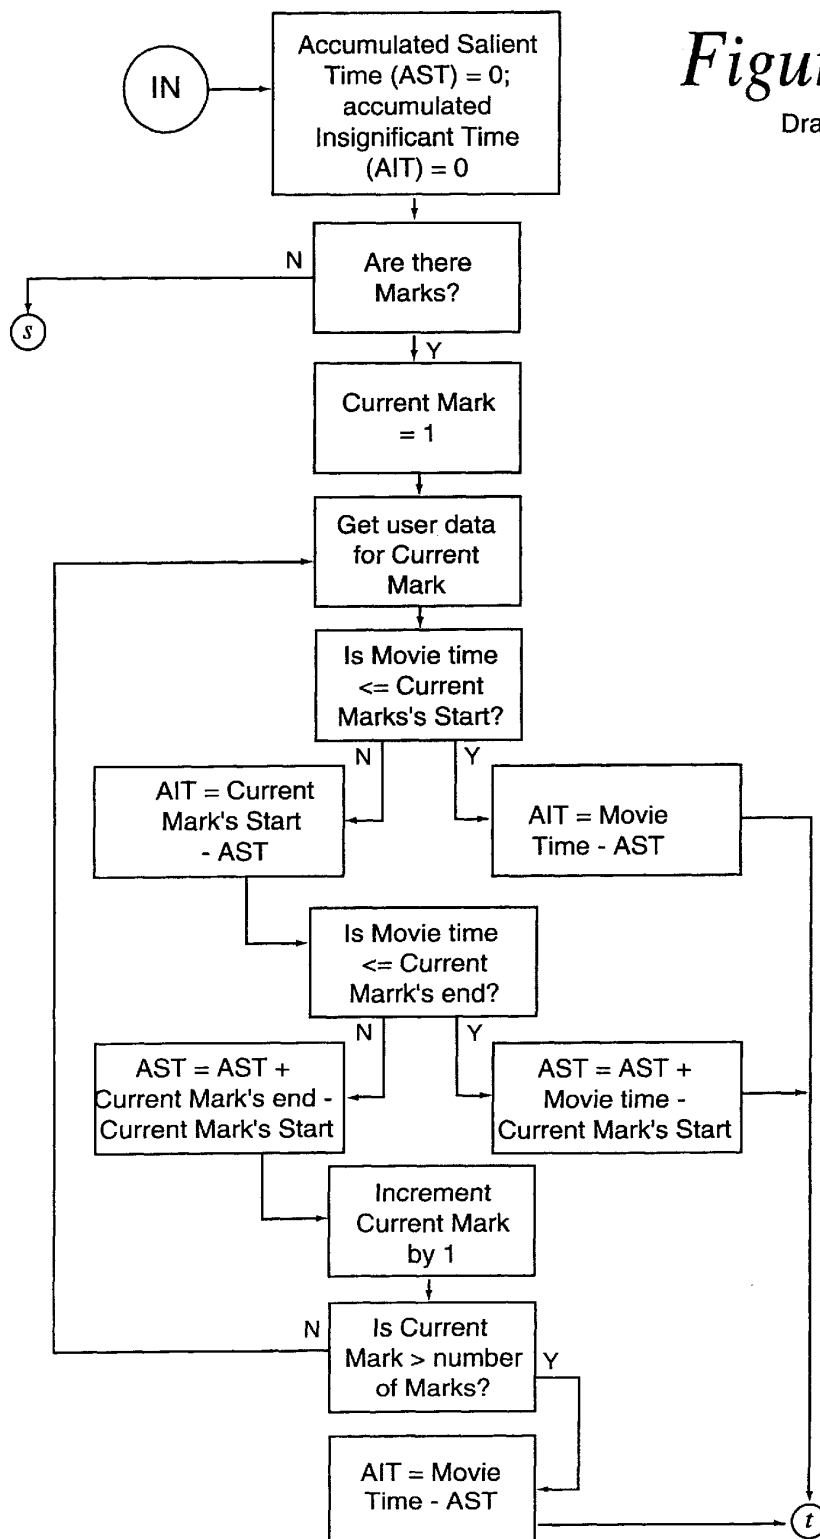 IN
Accumulated Salient
Time (AST) = 0;
accumulated
Insignificant Time
(AIT) = 0
Figu
Dra
Are there
Marks?
N
s
Y
Current Mark
= 1
Get user data
for Current
Mark
Is Movie time
<= Current
Marks's Start?
N
Y
AIT = Current
Mark's Start
- AST
AIT = Movie
Time - AST
Is Movie time
<= Current
Marrk's end?
N
Y
AST = AST +
Current Mark's end -
Current Mark's Start
AST = AST +
Movie time -
Current Mark's Start
Increment
Current Mark
by 1
N
Is Current
Mark > number
of Marks?
Y
AIT = Movie
Time - AST
t